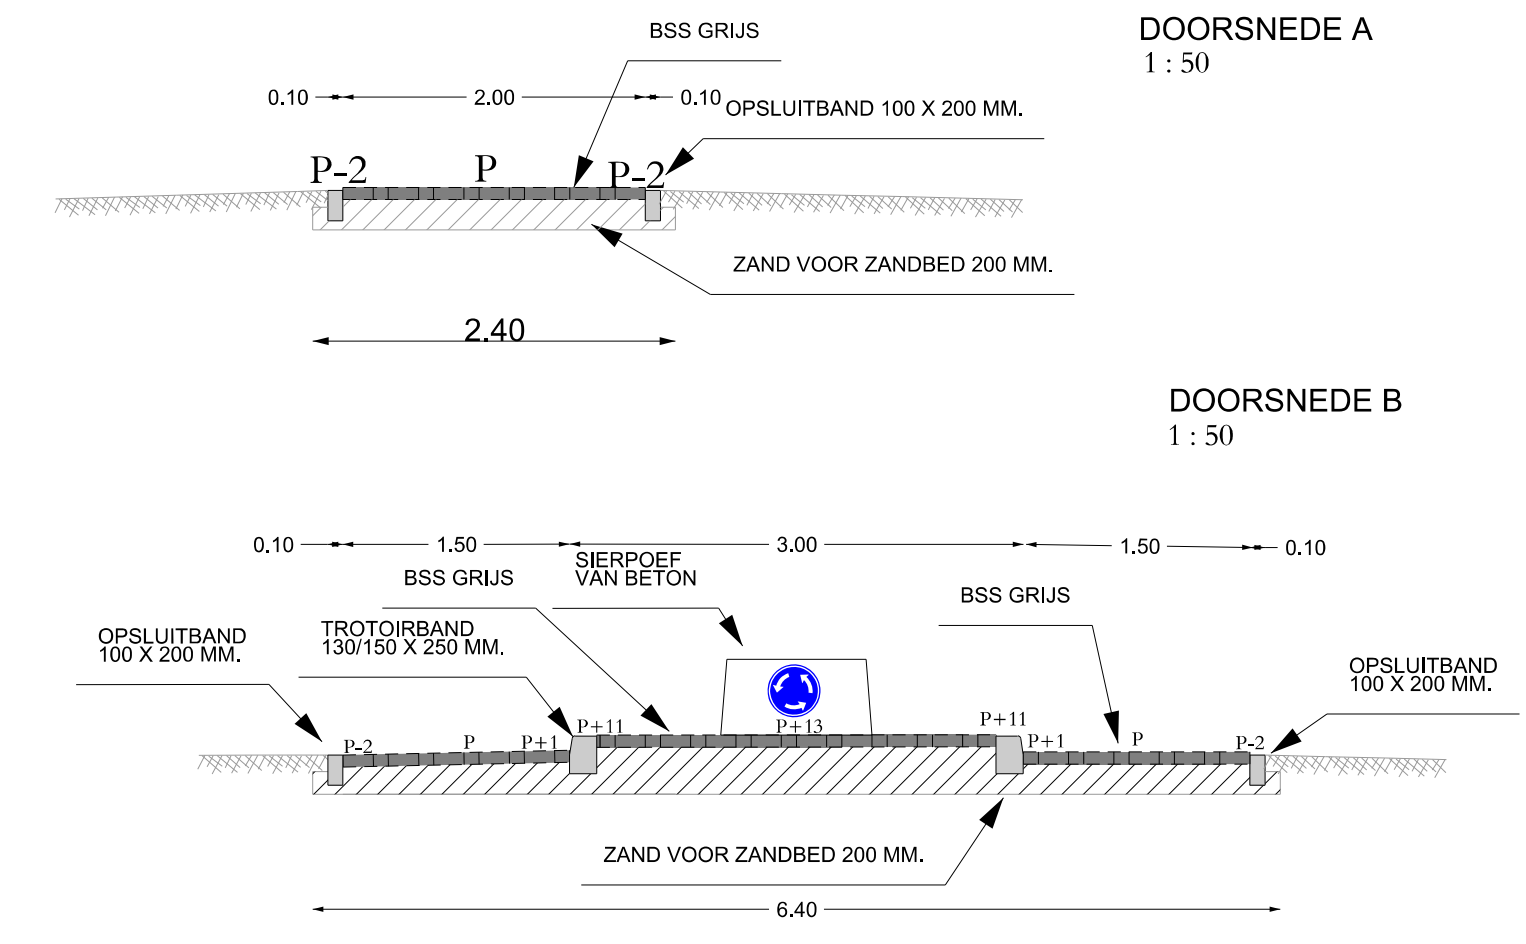 DOORSNEDE A
1 : 50
BSS GRIJS
0.10
2.00
0.10
OPSLUITBAND 100 X 200 MM.
P-2
P
P-2
ZAND VOOR ZANDBED 200 MM.
2.40
DOORSNEDE B
1 : 50
0.10
1.50
3.00
1.50
0.10
SIERPOEF
VAN BETON
BSS GRIJS
BSS GRIJS
OPSLUITBAND
100 X 200 MM.
TROTOIRBAND
130/150 X 250 MM.
OPSLUITBAND
100 X 200 MM.
P-2
P
P+1
P+11
P+13
P+11
P+1
P
P-2
ZAND VOOR ZANDBED 200 MM.
6.40